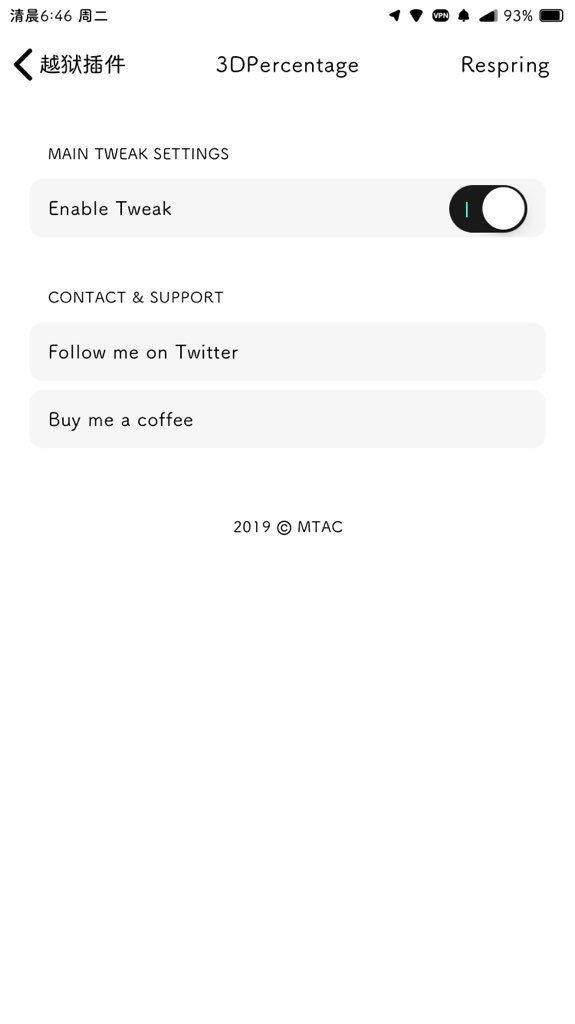 清晨6:46 周二 VPN 93%
越狱插件 3DPercentage Respring
MAIN TWEAK SETTINGS
Enable Tweak
CONTACT & SUPPORT
Follow me on Twitter
Buy me a coffee
2019 © MTAC